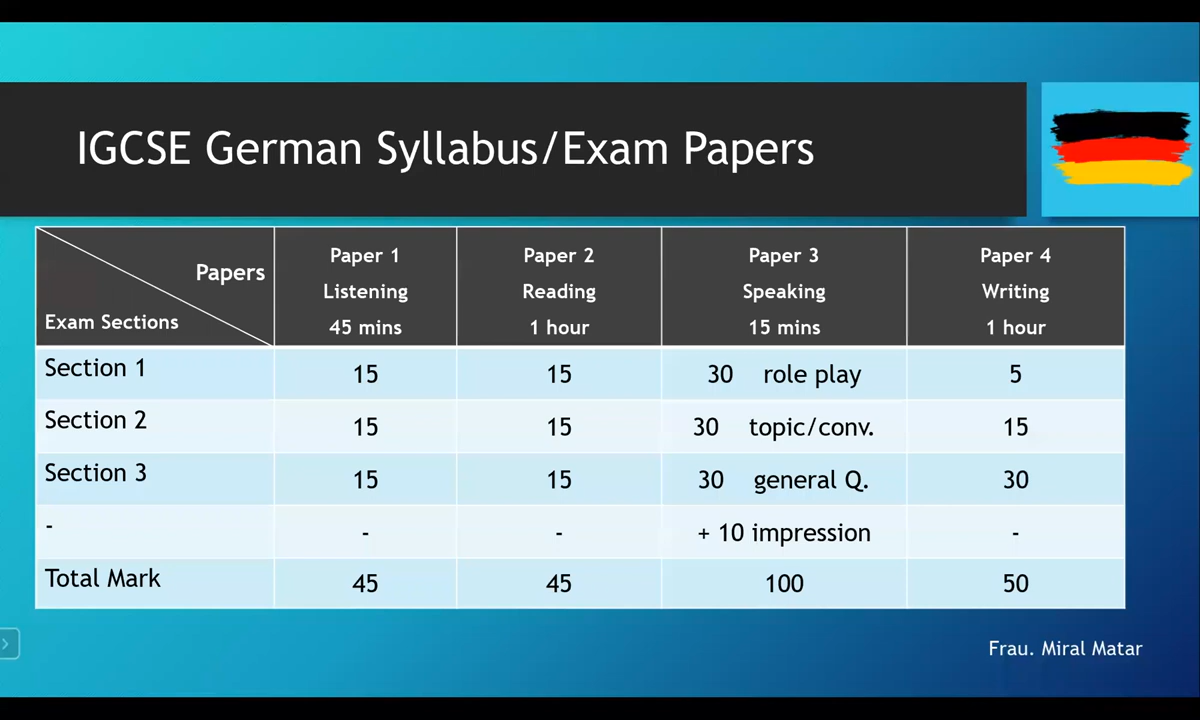 IGCSE German Syllabus/Exam Papers
Papers
Exam Sections
Paper 1
Listening
45 mins
Paper 2
Reading
1 hour
Paper 3
Speaking
15 mins
Paper 4
Writing
1 hour
Section 1 15 15 30 role play 5
Section 2 15 15 30 topic/conv. 15
Section 3 15 15 30 general Q. 30
- - - + 10 impression -
Total Mark 45 45 100 50
Frau. Miral Matar